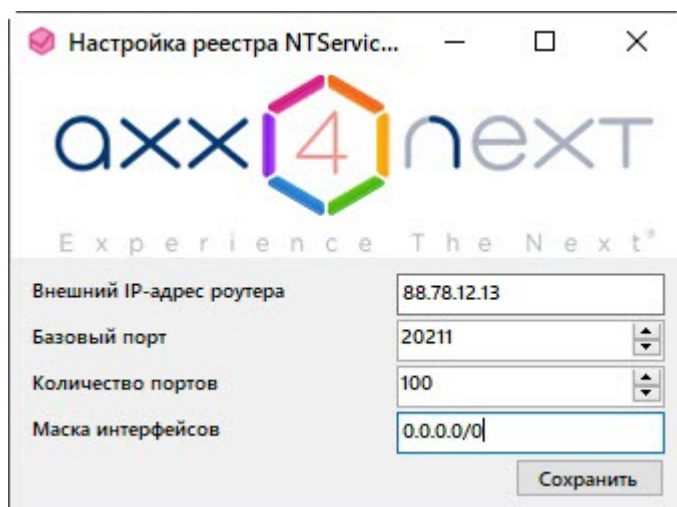 Настройка реестра NTServic...
axx4next
Experience The Next®
Внешний IP-адрес роутера 88.78.12.13
Базовый порт 20211
Количество портов 100
Маска интерфейсов 0.0.0.0/0
Сохранить